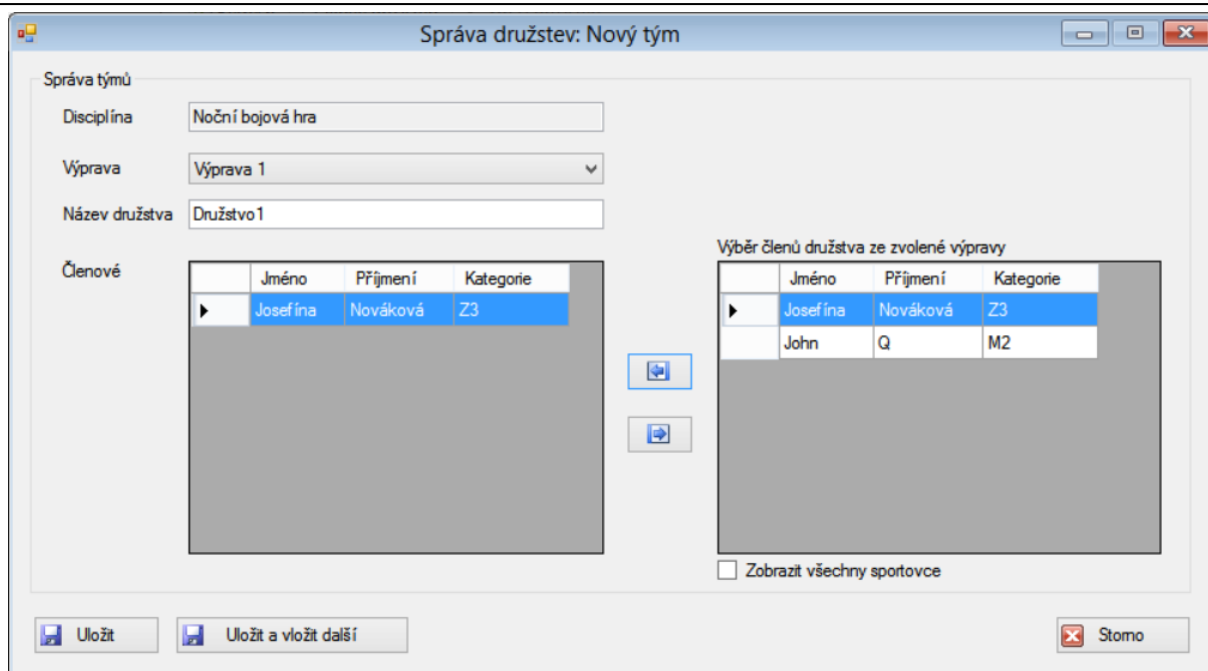 Správa družstev: Nový tým
Správa týmů
Disciplína Noční bojová hra
Výprava Výprava 1
Název družstva Družstvo1
Členové
Jméno Příjmení Kategorie
Josefína Nováková Z3
Výběr členů družstva ze zvolené výpravy
Jméno Příjmení Kategorie
Josefína Nováková Z3
John Q M2
Zobrazit všechny sportovce
Uložit Uložit a vložit další Storno